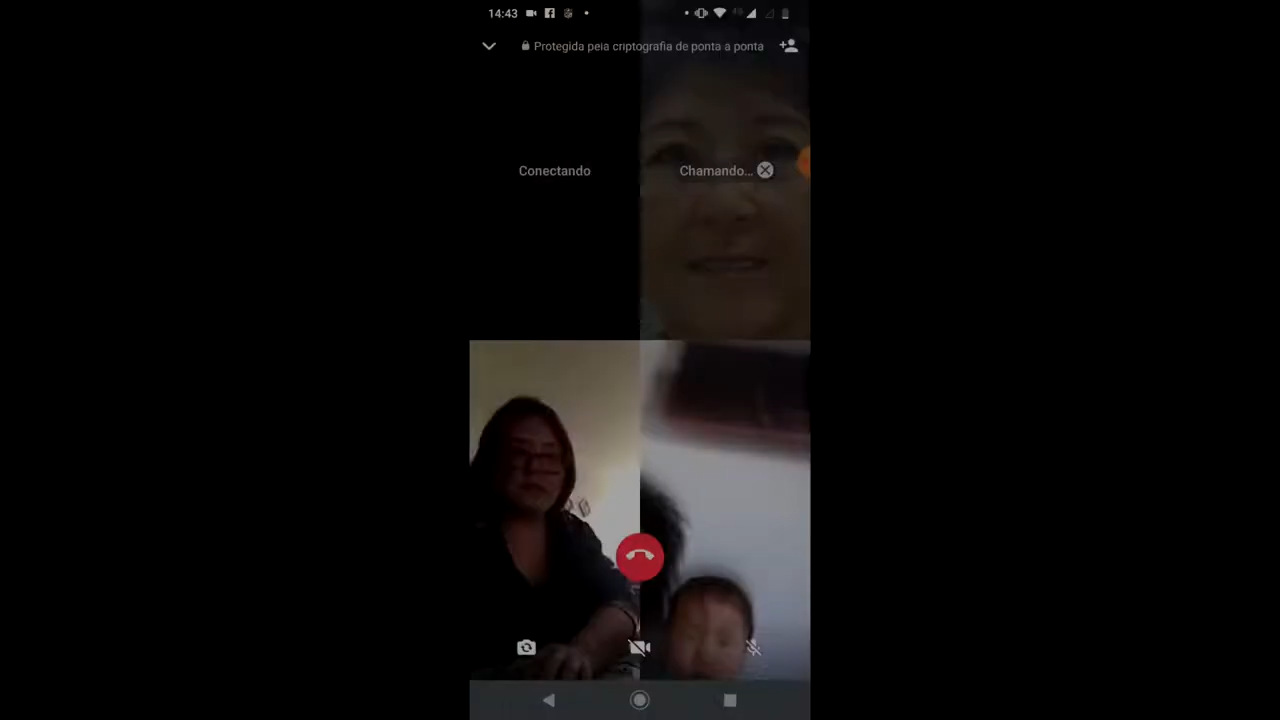 14:43
Protegida pela criptografia de ponta a ponta
Conectando
Chamando...